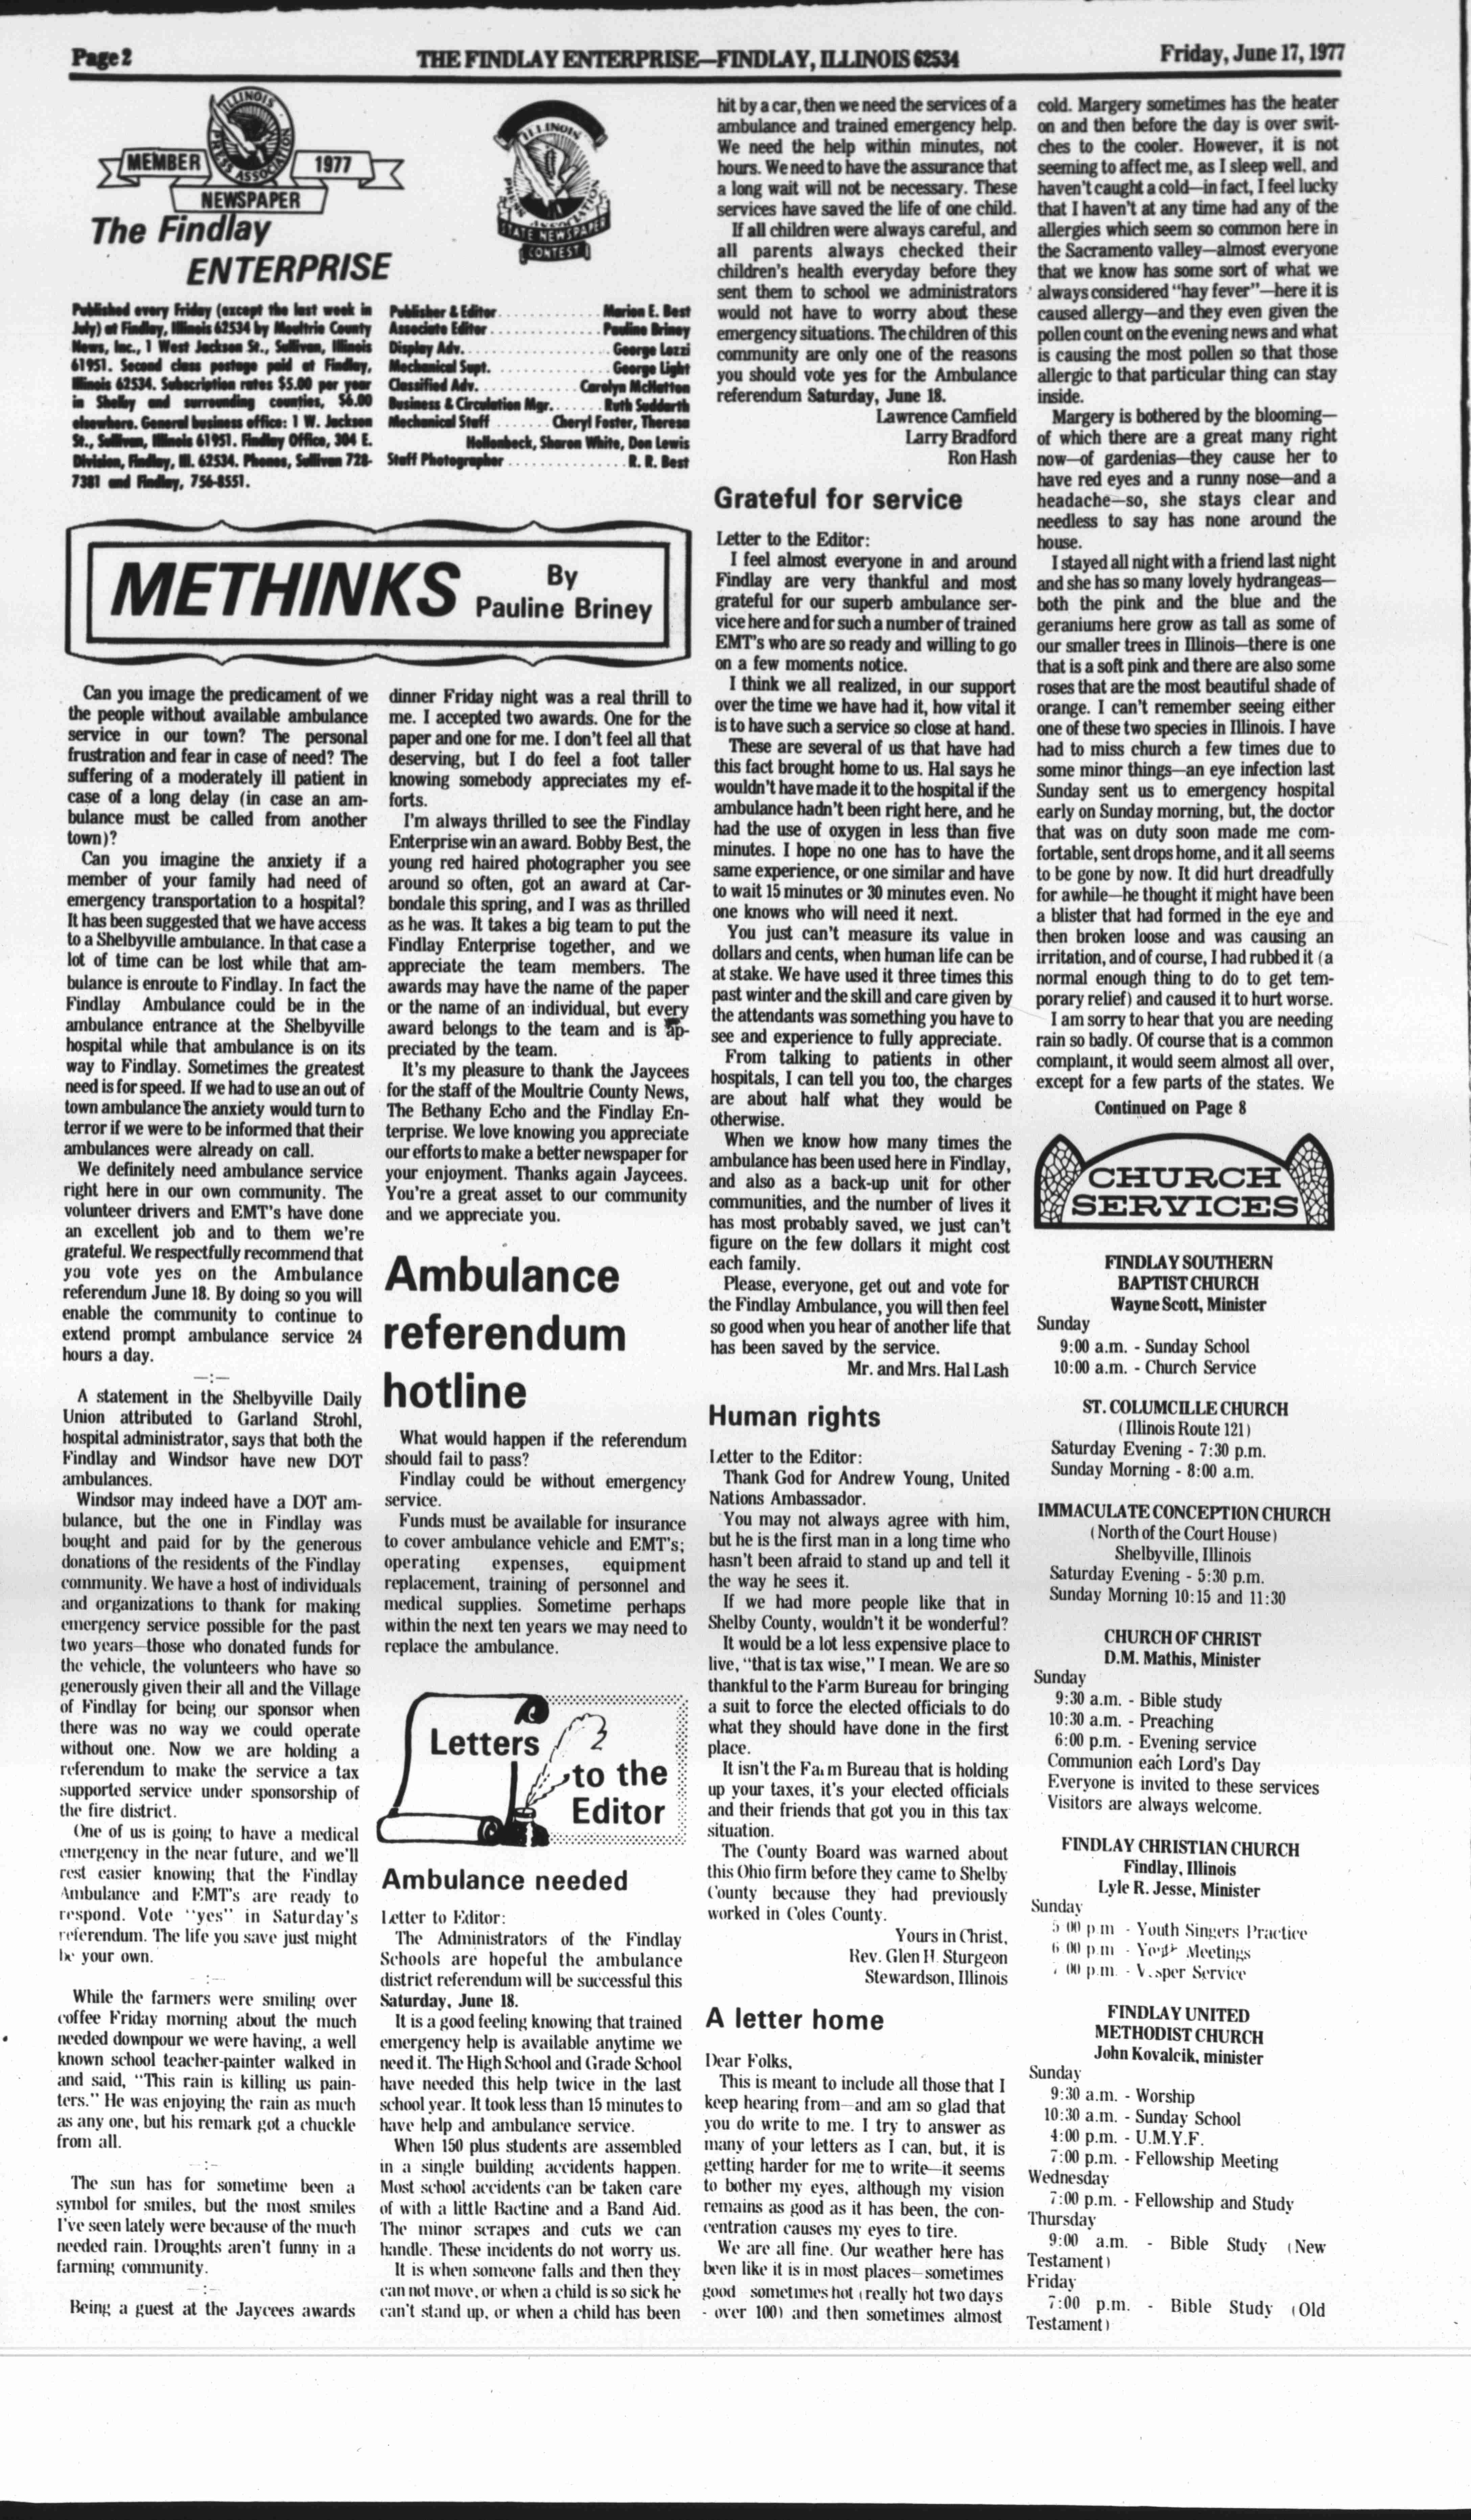 Page 2
THE FINDLAY ENTERPRISE—FINDLAY, ILLINOIS 62534
Friday, June 17, 1977
ILLINOIS
PRESS ASSOCIATION
MEMBER
1977
NEWSPAPER
ILLINOIS
PRESS ASSOCIATION
STATE NEWSPAPER
CONTEST
The Findlay
ENTERPRISE
Published every Friday (except the last week in
July) at Findlay, Illinois 62534 by Moultrie County
News, Inc., 1 West Jackson St., Sullivan, Illinois
61951. Second class postage paid at Findlay,
Illinois 62534. Subscription rates $5.00 per year
in Shelby and surrounding counties, $6.00
elsewhere. General business office: 1 W. Jackson
St., Sullivan, Illinois 61951. Findlay Office, 304 E.
Division, Findlay, Ill. 62534. Phones, Sullivan 728-
7381 and Findlay, 756-8551.
Publisher & Editor . . . . . . . . . . . . Marion E. Best
Associate Editor . . . . . . . . . . . . . Pauline Briney
Display Adv. . . . . . . . . . . . . . . . . George Lozzi
Mechanical Supt. . . . . . . . . . . . . . George Light
Classified Adv. . . . . . . . . . . . Carolyn McHatton
Business & Circulation Mgr. . . . . . . Ruth Suddarth
Mechanical Staff . . . . . . . Cheryl Foster, Theresa
Hollenbeck, Sharon White, Don Lewis
Staff Photographer . . . . . . . . . . . . . . R. R. Best
METHINKS
By
Pauline Briney
Can you image the predicament of we
the people without available ambulance
service in our town? The personal
frustration and fear in case of need? The
suffering of a moderately ill patient in
case of a long delay (in case an am-
bulance must be called from another
town)?
Can you imagine the anxiety if a
member of your family had need of
emergency transportation to a hospital?
It has been suggested that we have access
to a Shelbyville ambulance. In that case a
lot of time can be lost while that am-
bulance is enroute to Findlay. In fact the
Findlay Ambulance could be in the
ambulance entrance at the Shelbyville
hospital while that ambulance is on its
way to Findlay. Sometimes the greatest
need is for speed. If we had to use an out of
town ambulance the anxiety would turn to
terror if we were to be informed that their
ambulances were already on call.
We definitely need ambulance service
right here in our own community. The
volunteer drivers and EMT's have done
an excellent job and to them we're
grateful. We respectfully recommend that
you vote yes on the Ambulance
referendum June 18. By doing so you will
enable the community to continue to
extend prompt ambulance service 24
hours a day.
—:—
A statement in the Shelbyville Daily
Union attributed to Garland Strohl,
hospital administrator, says that both the
Findlay and Windsor have new DOT
ambulances.
Windsor may indeed have a DOT am-
bulance, but the one in Findlay was
bought and paid for by the generous
donations of the residents of the Findlay
community. We have a host of individuals
and organizations to thank for making
emergency service possible for the past
two years—those who donated funds for
the vehicle, the volunteers who have so
generously given their all and the Village
of Findlay for being our sponsor when
there was no way we could operate
without one. Now we are holding a
referendum to make the service a tax
supported service under sponsorship of
the fire district.
One of us is going to have a medical
emergency in the near future, and we'll
rest easier knowing that the Findlay
Ambulance and EMT's are ready to
respond. Vote "yes" in Saturday's
referendum. The life you save just might
be your own.
—:—
While the farmers were smiling over
coffee Friday morning about the much
needed downpour we were having, a well
known school teacher-painter walked in
and said, "This rain is killing us pain-
ters." He was enjoying the rain as much
as any one, but his remark got a chuckle
from all.
—:—
The sun has for sometime been a
symbol for smiles, but the most smiles
I've seen lately were because of the much
needed rain. Droughts aren't funny in a
farming community.
—:—
Being a guest at the Jaycees awards
dinner Friday night was a real thrill to
me. I accepted two awards. One for the
paper and one for me. I don't feel all that
deserving, but I do feel a foot taller
knowing somebody appreciates my ef-
forts.
I'm always thrilled to see the Findlay
Enterprise win an award. Bobby Best, the
young red haired photographer you see
around so often, got an award at Car-
bondale this spring, and I was as thrilled
as he was. It takes a big team to put the
Findlay Enterprise together, and we
appreciate the team members. The
awards may have the name of the paper
or the name of an individual, but every
award belongs to the team and is ap-
preciated by the team.
It's my pleasure to thank the Jaycees
for the staff of the Moultrie County News,
The Bethany Echo and the Findlay En-
terprise. We love knowing you appreciate
our efforts to make a better newspaper for
your enjoyment. Thanks again Jaycees.
You're a great asset to our community
and we appreciate you.
Ambulance
referendum
hotline
What would happen if the referendum
should fail to pass?
Findlay could be without emergency
service.
Funds must be available for insurance
to cover ambulance vehicle and EMT's;
operating expenses, equipment
replacement, training of personnel and
medical supplies. Sometime perhaps
within the next ten years we may need to
replace the ambulance.
Letters
to the
Editor
Ambulance needed
Letter to Editor:
The Administrators of the Findlay
Schools are hopeful the ambulance
district referendum will be successful this
Saturday, June 18.
It is a good feeling knowing that trained
emergency help is available anytime we
need it. The High School and Grade School
have needed this help twice in the last
school year. It took less than 15 minutes to
have help and ambulance service.
When 150 plus students are assembled
in a single building accidents happen.
Most school accidents can be taken care
of with a little Bactine and a Band Aid.
The minor scrapes and cuts we can
handle. These incidents do not worry us.
It is when someone falls and then they
can not move, or when a child is so sick he
can't stand up, or when a child has been
hit by a car, then we need the services of a
ambulance and trained emergency help.
We need the help within minutes, not
hours. We need to have the assurance that
a long wait will not be necessary. These
services have saved the life of one child.
If all children were always careful, and
all parents always checked their
children's health everyday before they
sent them to school we administrators
would not have to worry about these
emergency situations. The children of this
community are only one of the reasons
you should vote yes for the Ambulance
referendum Saturday, June 18.
Lawrence Camfield
Larry Bradford
Ron Hash
Grateful for service
Letter to the Editor:
I feel almost everyone in and around
Findlay are very thankful and most
grateful for our superb ambulance ser-
vice here and for such a number of trained
EMT's who are so ready and willing to go
on a few moments notice.
I think we all realized, in our support
over the time we have had it, how vital it
is to have such a service so close at hand.
These are several of us that have had
this fact brought home to us. Hal says he
wouldn't have made it to the hospital if the
ambulance hadn't been right here, and he
had the use of oxygen in less than five
minutes. I hope no one has to have the
same experience, or one similar and have
to wait 15 minutes or 30 minutes even. No
one knows who will need it next.
You just can't measure its value in
dollars and cents, when human life can be
at stake. We have used it three times this
past winter and the skill and care given by
the attendants was something you have to
see and experience to fully appreciate.
From talking to patients in other
hospitals, I can tell you too, the charges
are about half what they would be
otherwise.
When we know how many times the
ambulance has been used here in Findlay,
and also as a back-up unit for other
communities, and the number of lives it
has most probably saved, we just can't
figure on the few dollars it might cost
each family.
Please, everyone, get out and vote for
the Findlay Ambulance, you will then feel
so good when you hear of another life that
has been saved by the service.
Mr. and Mrs. Hal Lash
Human rights
Letter to the Editor:
Thank God for Andrew Young, United
Nations Ambassador.
You may not always agree with him,
but he is the first man in a long time who
hasn't been afraid to stand up and tell it
the way he sees it.
If we had more people like that in
Shelby County, wouldn't it be wonderful?
It would be a lot less expensive place to
live, "that is tax wise," I mean. We are so
thankful to the Farm Bureau for bringing
a suit to force the elected officials to do
what they should have done in the first
place.
It isn't the Farm Bureau that is holding
up your taxes, it's your elected officials
and their friends that got you in this tax
situation.
The County Board was warned about
this Ohio firm before they came to Shelby
County because they had previously
worked in Coles County.
Yours in Christ,
Rev. Glen H. Sturgeon
Stewardson, Illinois
A letter home
Dear Folks,
This is meant to include all those that I
keep hearing from—and am so glad that
you do write to me. I try to answer as
many of your letters as I can, but, it is
getting harder for me to write—it seems
to bother my eyes, although my vision
remains as good as it has been, the con-
centration causes my eyes to tire.
We are all fine. Our weather here has
been like it is in most places—sometimes
good sometimes hot (really hot two days
- over 100) and then sometimes almost
cold. Margery sometimes has the heater
on and then before the day is over swit-
ches to the cooler. However, it is not
seeming to affect me, as I sleep well, and
haven't caught a cold—in fact, I feel lucky
that I haven't at any time had any of the
allergies which seem so common here in
the Sacramento valley—almost everyone
that we know has some sort of what we
always considered "hay fever"—here it is
caused allergy—and they even given the
pollen count on the evening news and what
is causing the most pollen so that those
allergic to that particular thing can stay
inside.
Margery is bothered by the blooming—
of which there are a great many right
now—of gardenias—they cause her to
have red eyes and a runny nose—and a
headache—so, she stays clear and
needless to say has none around the
house.
I stayed all night with a friend last night
and she has so many lovely hydrangeas—
both the pink and the blue and the
geraniums here grow as tall as some of
our smaller trees in Illinois—there is one
that is a soft pink and there are also some
roses that are the most beautiful shade of
orange. I can't remember seeing either
one of these two species in Illinois. I have
had to miss church a few times due to
some minor things—an eye infection last
Sunday sent us to emergency hospital
early on Sunday morning, but, the doctor
that was on duty soon made me com-
fortable, sent drops home, and it all seems
to be gone by now. It did hurt dreadfully
for awhile—he thought it might have been
a blister that had formed in the eye and
then broken loose and was causing an
irritation, and of course, I had rubbed it (a
normal enough thing to do to get tem-
porary relief) and caused it to hurt worse.
I am sorry to hear that you are needing
rain so badly. Of course that is a common
complaint, it would seem almost all over,
except for a few parts of the states. We
Continued on Page 8
CHURCH
SERVICES
FINDLAY SOUTHERN
BAPTIST CHURCH
Wayne Scott, Minister
Sunday
9:00 a.m. - Sunday School
10:00 a.m. - Church Service
ST. COLUMCILLE CHURCH
(Illinois Route 121)
Saturday Evening - 7:30 p.m.
Sunday Morning - 8:00 a.m.
IMMACULATE CONCEPTION CHURCH
(North of the Court House)
Shelbyville, Illinois
Saturday Evening - 5:30 p.m.
Sunday Morning 10:15 and 11:30
CHURCH OF CHRIST
D.M. Mathis, Minister
Sunday
9:30 a.m. - Bible study
10:30 a.m. - Preaching
6:00 p.m. - Evening service
Communion each Lord's Day
Everyone is invited to these services
Visitors are always welcome.
FINDLAY CHRISTIAN CHURCH
Findlay, Illinois
Lyle R. Jesse, Minister
Sunday
5:00 p.m - Youth Singers Practice
6:00 p.m - Youth Meetings
7:00 p.m. - Vesper Service
FINDLAY UNITED
METHODIST CHURCH
John Kovalcik, minister
Sunday
9:30 a.m. - Worship
10:30 a.m. - Sunday School
4:00 p.m. - U.M.Y.F.
7:00 p.m. - Fellowship Meeting
Wednesday
7:00 p.m. - Fellowship and Study
Thursday
9:00 a.m. - Bible Study (New
Testament)
Friday
7:00 p.m. - Bible Study (Old
Testament)